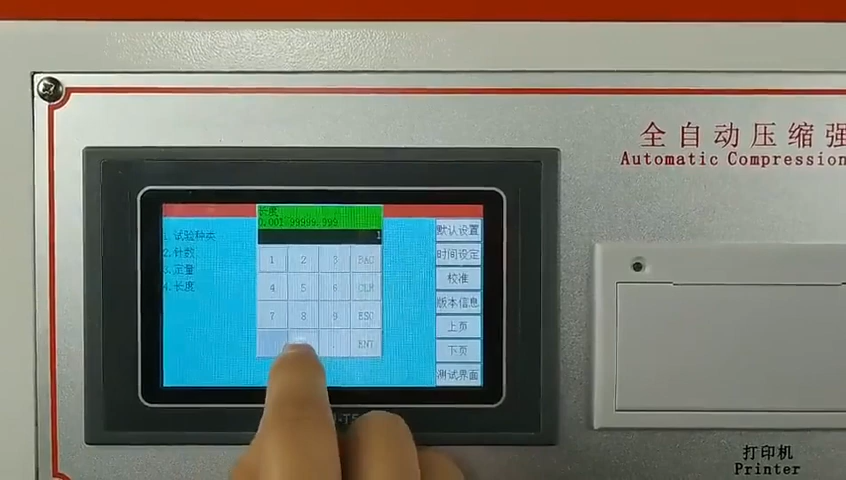 全自动压缩强
Automatic Compression
长度
0.001-99999.999
1
1.试验种类
2.针数
3.定量
4.长度
1 2 3 BAC
4 5 6 CLR
7 8 9 ESC
ENT
默认设置
时间设定
校准
版本信息
上页
下页
测试界面
打印机
Printer